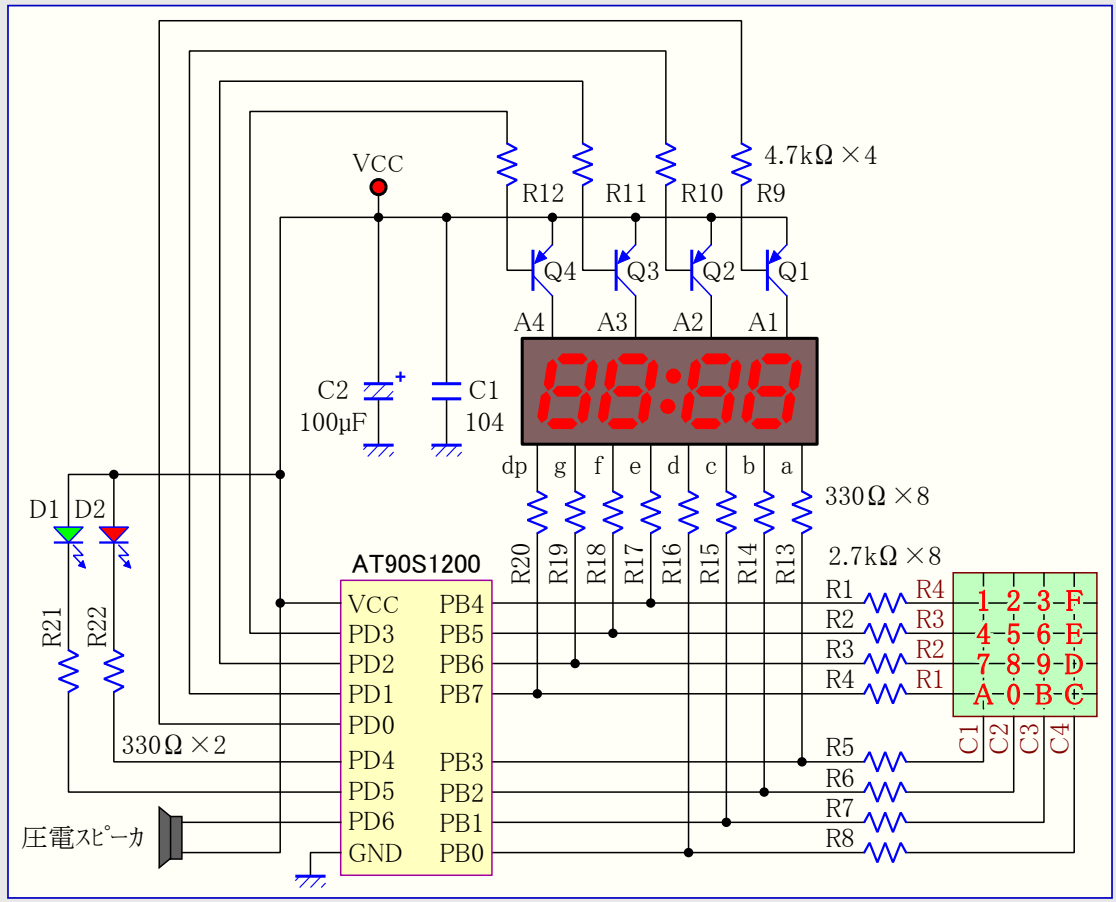 4.7kΩ ×4
VCC
R12
R11
R10
R9
Q4
Q3
Q2
Q1
A4
A3
A2
A1
C2
+
100μF
C1
104
88:88
dp
g
f
e
d
c
b
a
330Ω ×8
D1
D2
R20
R19
R18
R17
R16
R15
R14
R13
2.7kΩ ×8
AT90S1200
VCC
PB4
PD3
PB5
PD2
PB6
PD1
PB7
PD0
PD4
PB3
PD5
PB2
PD6
PB1
GND
PB0
R21
R22
330Ω ×2
圧電スピーカ
R1
R4
R2
R3
R3
R2
R4
R1
1 2 3 F
4 5 6 E
7 8 9 D
A 0 B C
C1
C2
C3
C4
R5
R6
R7
R8